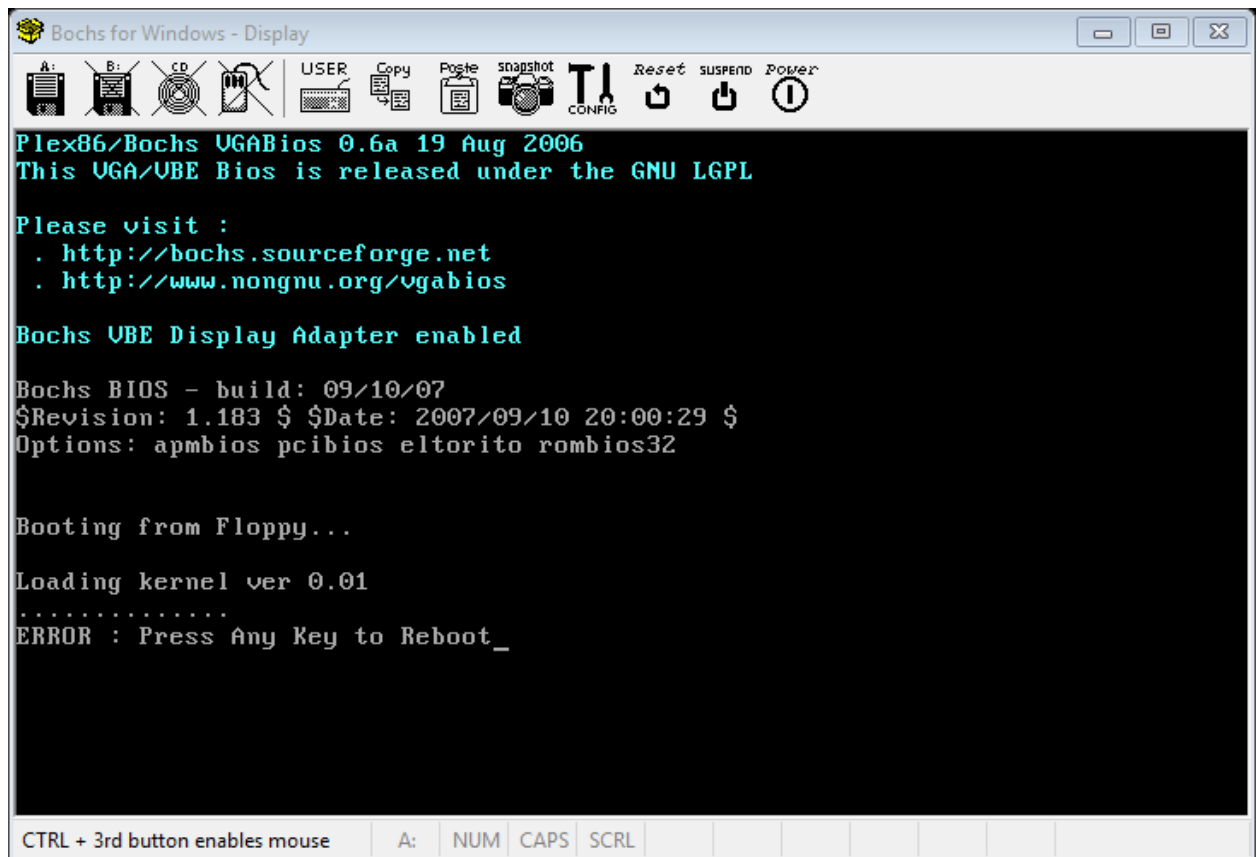 Bochs for Windows - Display
A: B: CD USER Copy Paste snapshot CONFIG Reset SUSPEND Power
Plex86/Bochs VGABios 0.6a 19 Aug 2006
This VGA/VBE Bios is released under the GNU LGPL
Please visit :
. http://bochs.sourceforge.net
. http://www.nongnu.org/vgabios
Bochs VBE Display Adapter enabled
Bochs BIOS - build: 09/10/07
$Revision: 1.183 $ $Date: 2007/09/10 20:00:29 $
Options: apmbios pcibios eltorito rombios32
Booting from Floppy...
Loading kernel ver 0.01
..............
ERROR : Press Any Key to Reboot_
CTRL + 3rd button enables mouse A: NUM CAPS SCRL